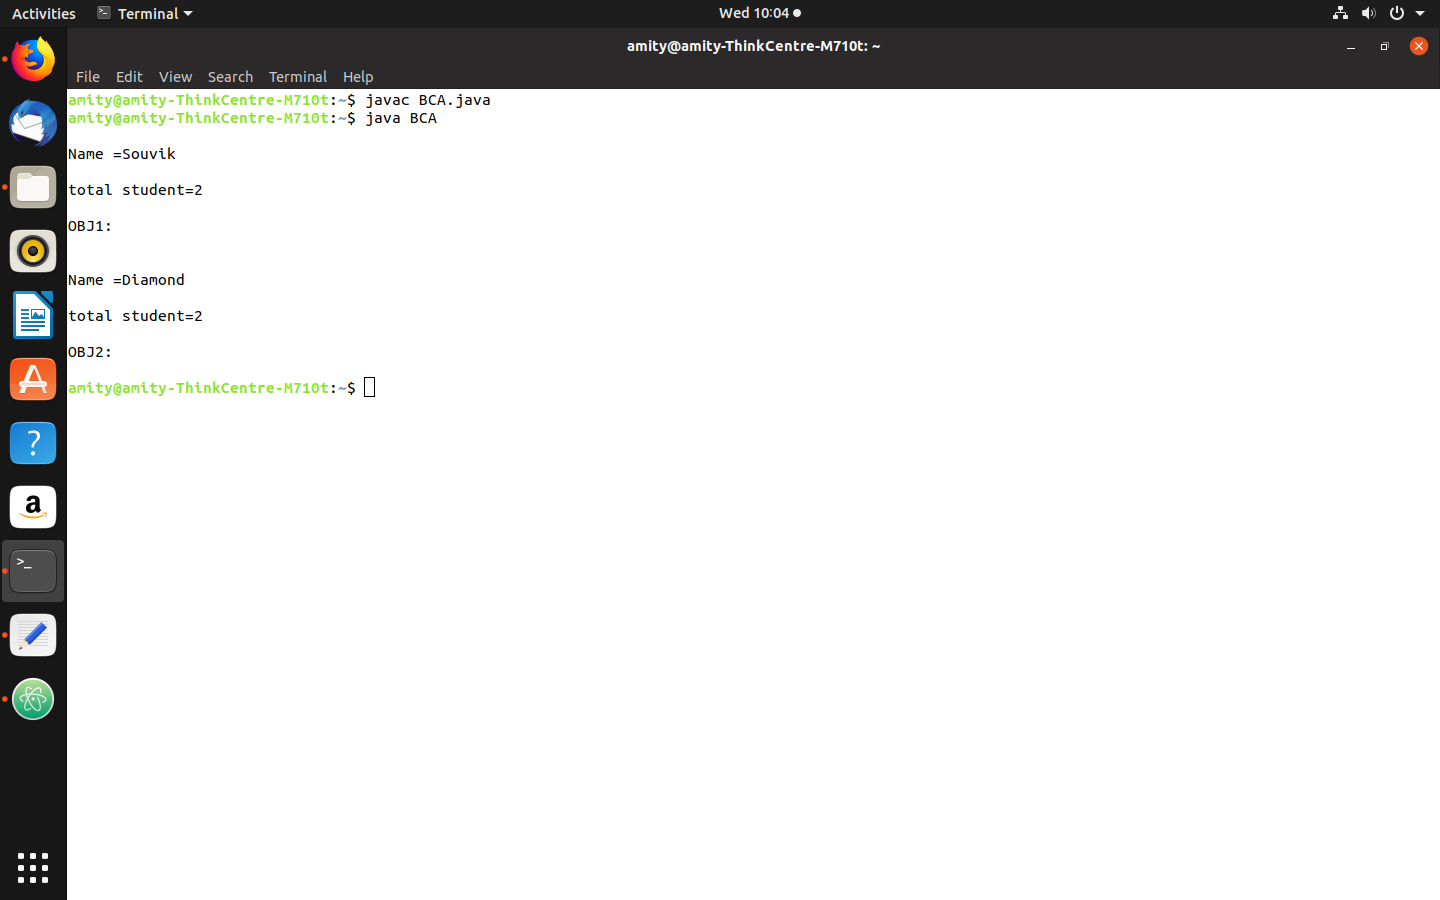 Activities Terminal Wed 10:04
amity@amity-ThinkCentre-M710t: ~
File Edit View Search Terminal Help
amity@amity-ThinkCentre-M710t:~$ javac BCA.java
amity@amity-ThinkCentre-M710t:~$ java BCA
Name =Souvik
total student=2
OBJ1:
Name =Diamond
total student=2
OBJ2:
amity@amity-ThinkCentre-M710t:~$